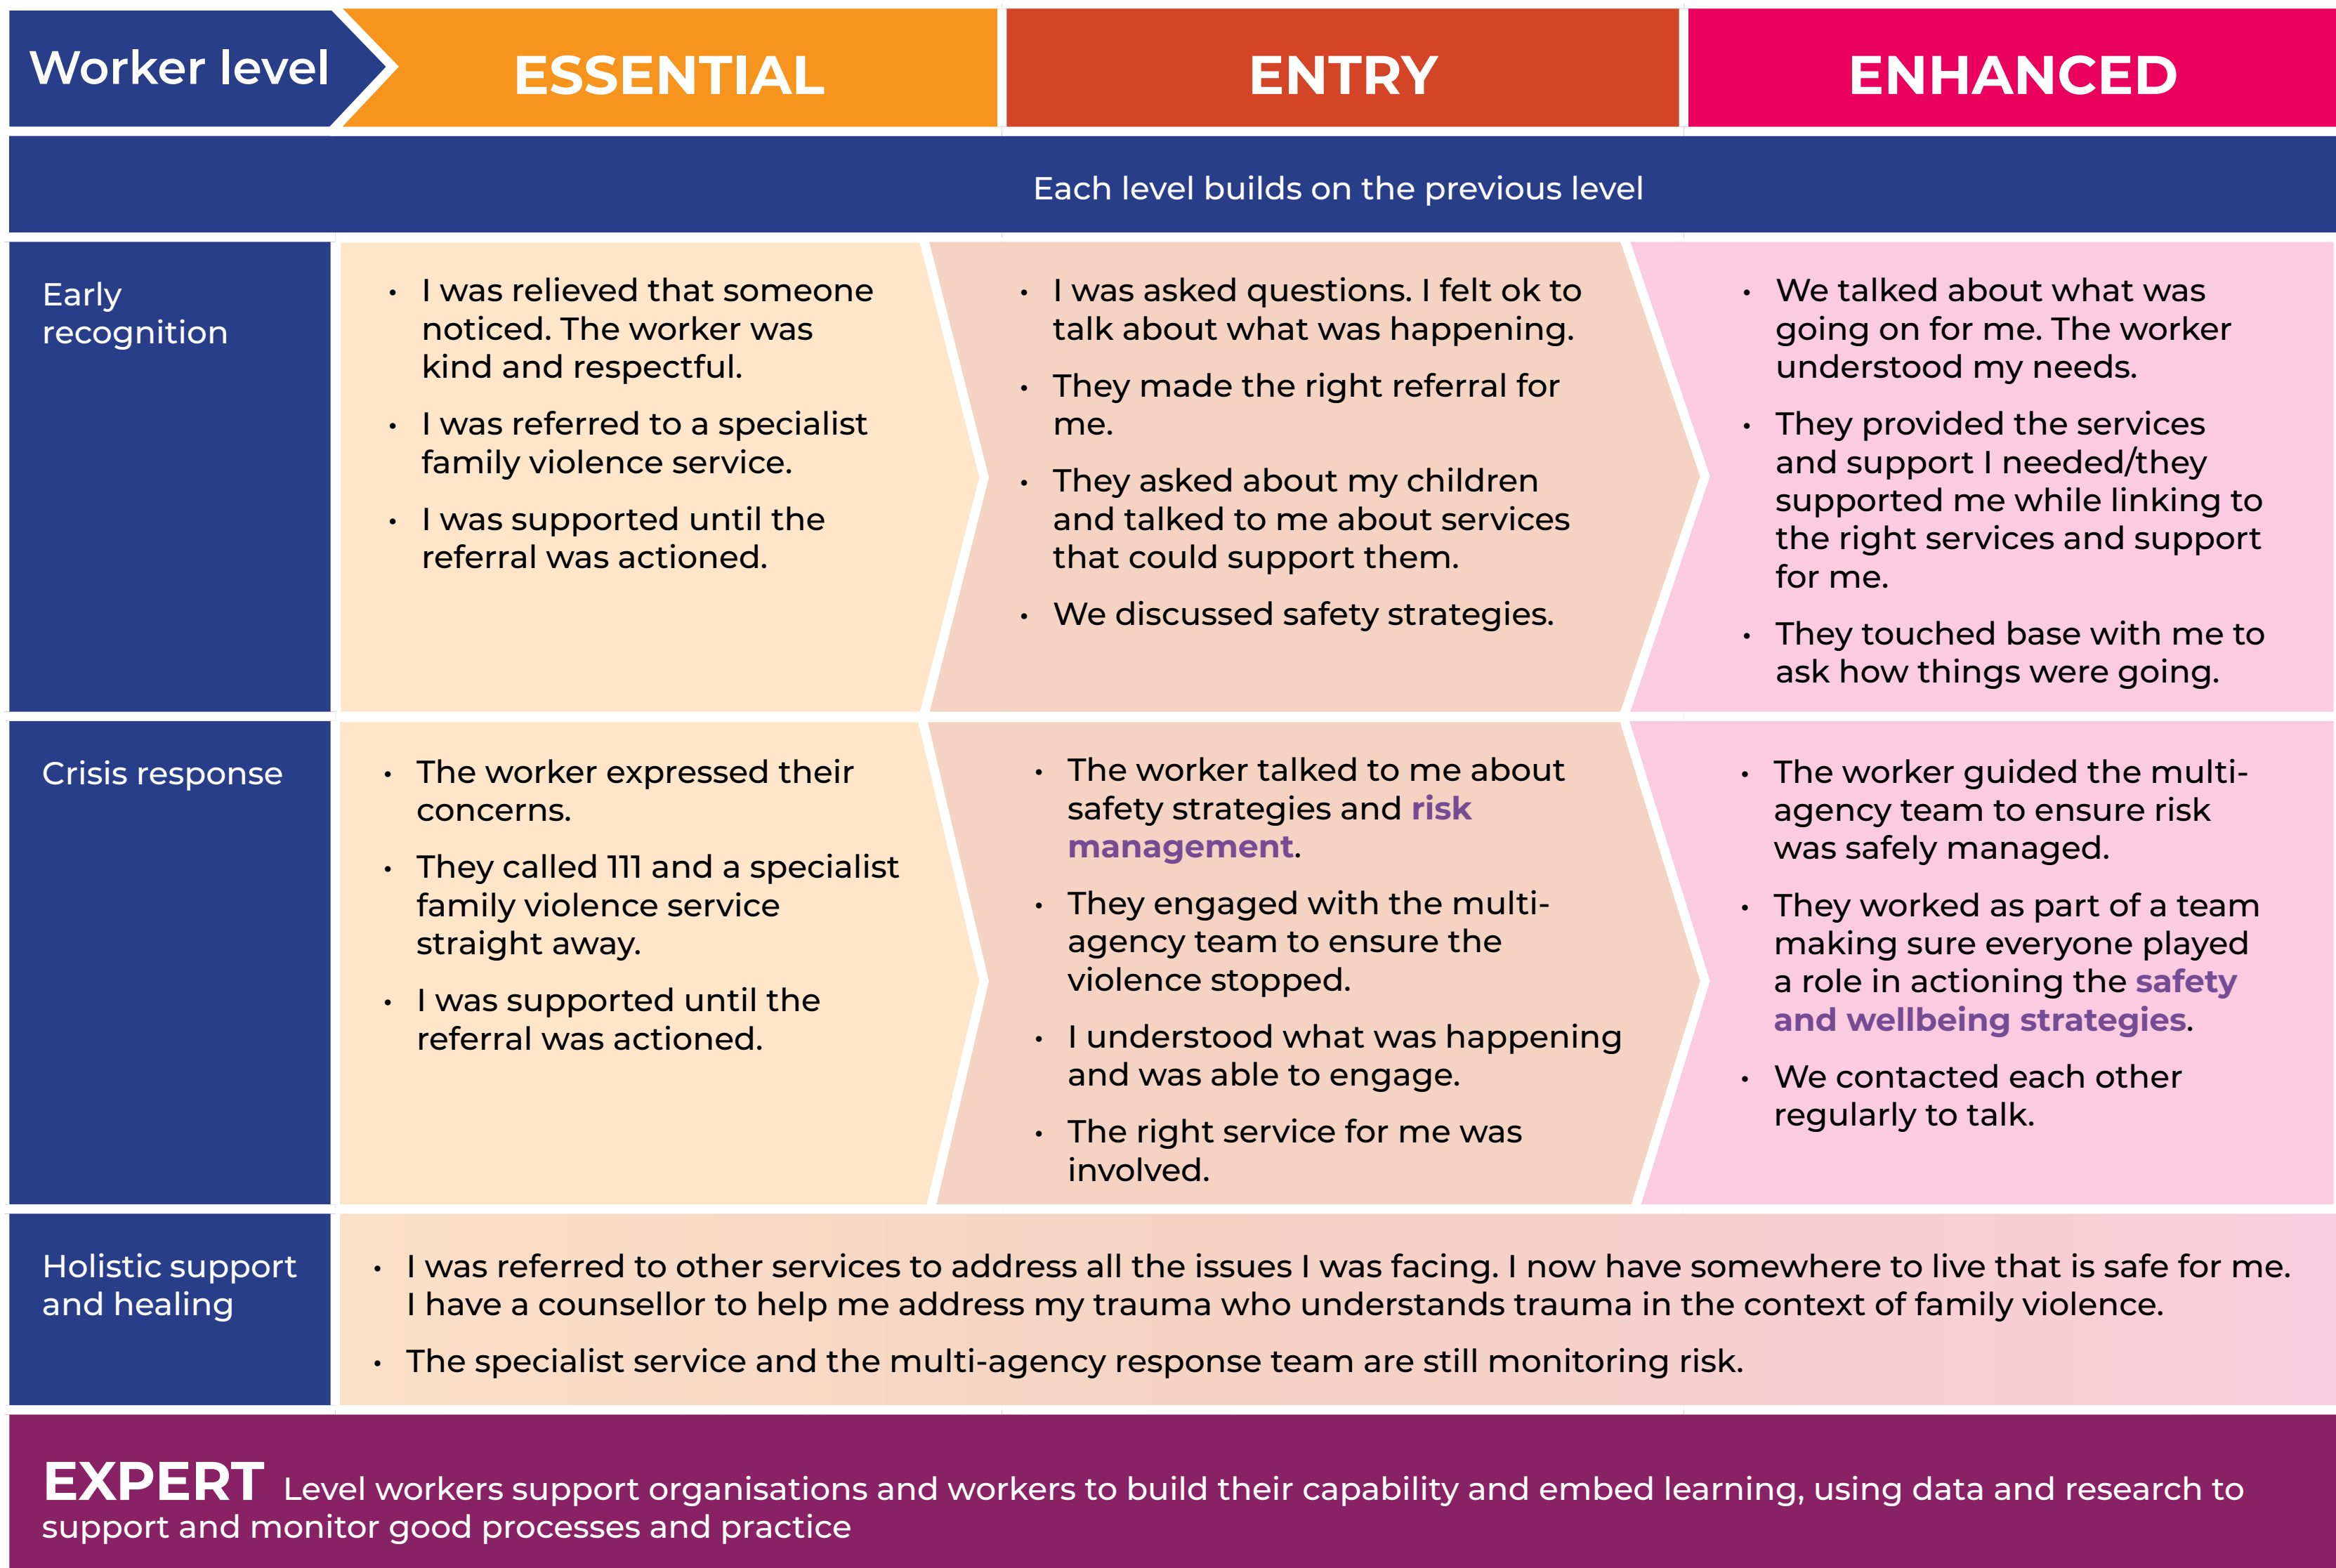 Worker level
ESSENTIAL
ENTRY
ENHANCED
Each level builds on the previous level
Early
recognition
• I was relieved that someone
noticed. The worker was
kind and respectful.
• I was referred to a specialist
family violence service.
• I was supported until the
referral was actioned.
• I was asked questions. I felt ok to
talk about what was happening.
• They made the right referral for
me.
• They asked about my children
and talked to me about services
that could support them.
• We discussed safety strategies.
• We talked about what was
going on for me. The worker
understood my needs.
• They provided the services
and support I needed/they
supported me while linking to
the right services and support
for me.
• They touched base with me to
ask how things were going.
Crisis response
• The worker expressed their
concerns.
• They called 111 and a specialist
family violence service
straight away.
• I was supported until the
referral was actioned.
• The worker talked to me about
safety strategies and risk
management.
• They engaged with the multi-
agency team to ensure the
violence stopped.
• I understood what was happening
and was able to engage.
• The right service for me was
involved.
• The worker guided the multi-
agency team to ensure risk
was safely managed.
• They worked as part of a team
making sure everyone played
a role in actioning the safety
and wellbeing strategies.
• We contacted each other
regularly to talk.
Holistic support
and healing
• I was referred to other services to address all the issues I was facing. I now have somewhere to live that is safe for me.
I have a counsellor to help me address my trauma who understands trauma in the context of family violence.
• The specialist service and the multi-agency response team are still monitoring risk.
EXPERT Level workers support organisations and workers to build their capability and embed learning, using data and research to
support and monitor good processes and practice